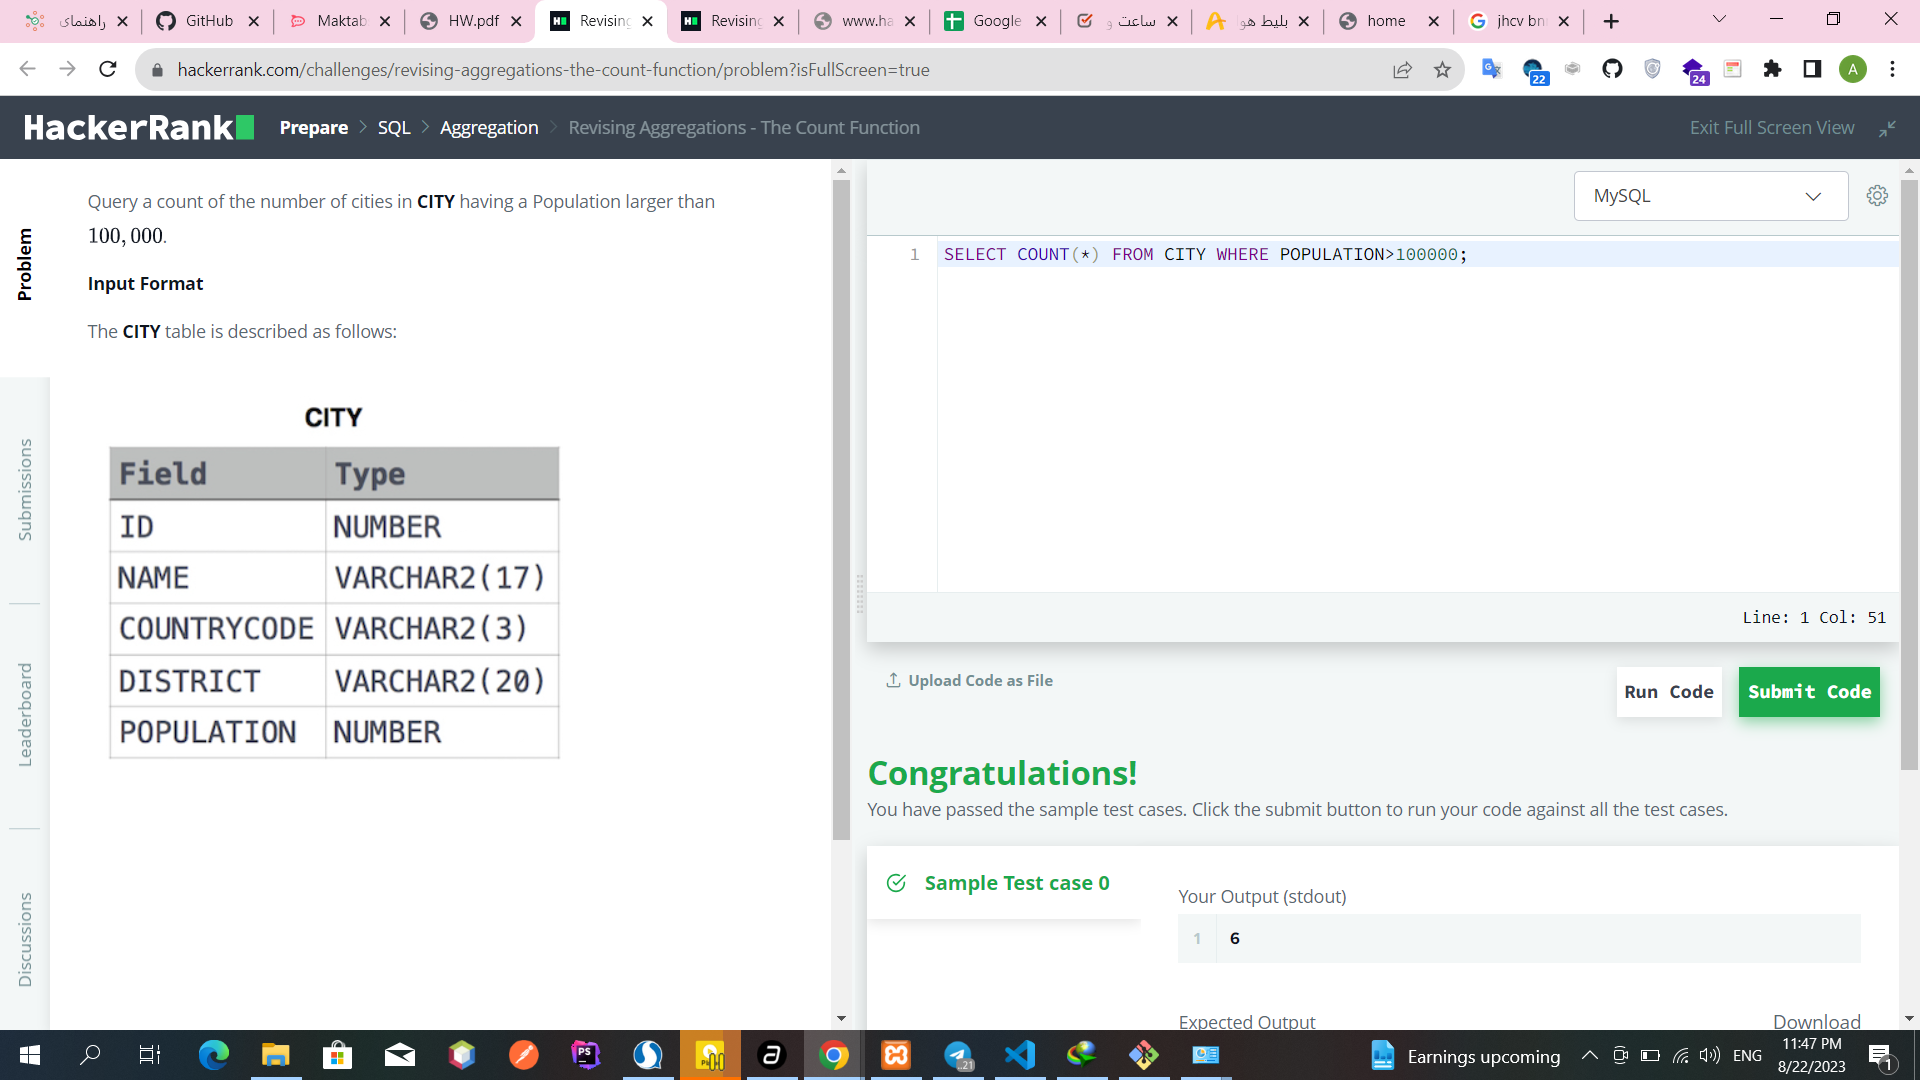 راهنمای
GitHub
Maktab
HW.pdf
Revising
Revising
www.ha
Google
ساعت و
بلیط هو
home
jhcv bn
hackerrank.com/challenges/revising-aggregations-the-count-function/problem?isFullScreen=true
22
24
A
HackerRank
Prepare > SQL > Aggregation > Revising Aggregations - The Count Function
Exit Full Screen View
Problem
Submissions
Leaderboard
Discussions
Query a count of the number of cities in CITY having a Population larger than
100,000.
Input Format
The CITY table is described as follows:
CITY
Field Type
ID NUMBER
NAME VARCHAR2(17)
COUNTRYCODE VARCHAR2(3)
DISTRICT VARCHAR2(20)
POPULATION NUMBER
MySQL
1 SELECT COUNT(*) FROM CITY WHERE POPULATION>100000;
Line: 1 Col: 51
Upload Code as File
Run Code
Submit Code
Congratulations!
You have passed the sample test cases. Click the submit button to run your code against all the test cases.
Sample Test case 0
Your Output (stdout)
1 6
Expected Output
Download
PS
21
Earnings upcoming
ENG
11:47 PM
8/22/2023
1